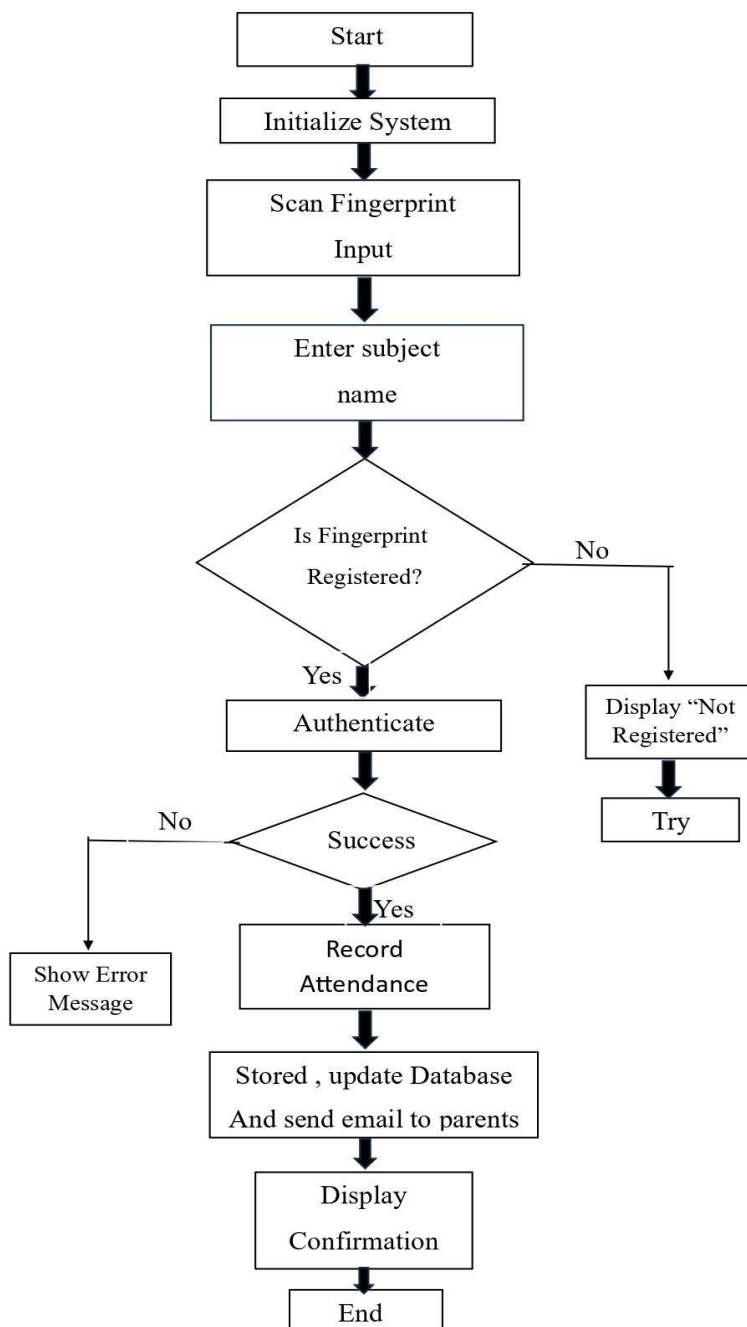 Start
Initialize System
Scan Fingerprint
Input
Enter subject
name
Is Fingerprint
Registered?
No
Yes
Display “Not
Registered”
Authenticate
Try
No
Success
Yes
Show Error
Message
Record
Attendance
Stored , update Database
And send email to parents
Display
Confirmation
End